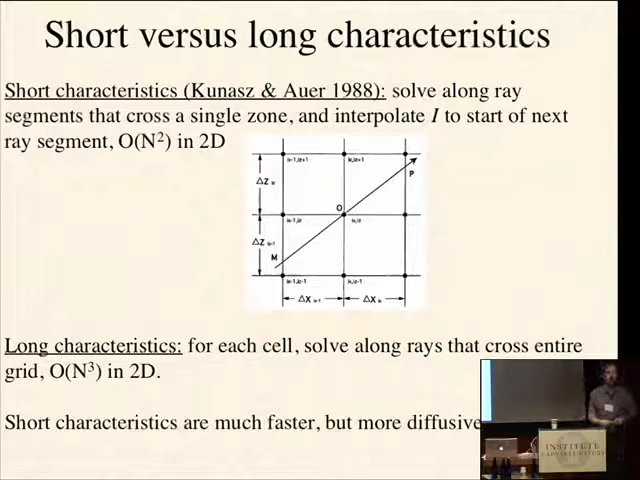 Short versus long characteristics
Short characteristics (Kunasz & Auer 1988): solve along ray
segments that cross a single zone, and interpolate I to start of next
ray segment, O(N²) in 2D
ix-1,iz+1
ix,iz+1
P
ΔZ iz
O
ix-1,iz
ix,iz
ΔZ iz-1
M
ix-1,iz-1
ix,iz-1
ΔX ix-1
ΔX ix
Long characteristics: for each cell, solve along rays that cross entire
grid, O(N³) in 2D.
Short characteristics are much faster, but more diffusive
INSTITUTE
ADVANCED STUDY